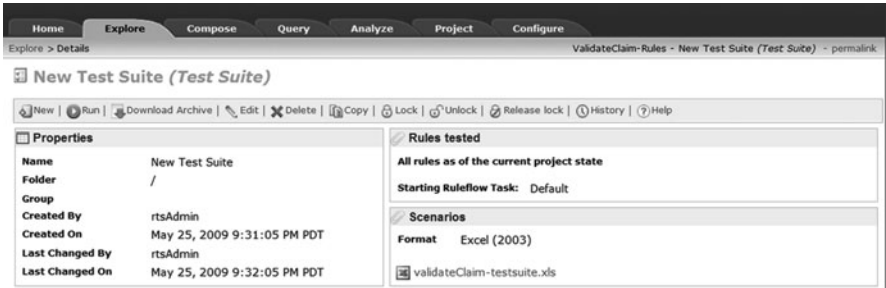 Home Explore Compose Query Analyze Project Configure
Explore > Details ValidateClaim-Rules - New Test Suite (Test Suite) - permalink
New Test Suite (Test Suite)
New | Run | Download Archive | Edit | Delete | Copy | Lock | Unlock | Release lock | History | Help
Properties
Name New Test Suite
Folder /
Group
Created By rtsAdmin
Created On May 25, 2009 9:31:05 PM PDT
Last Changed By rtsAdmin
Last Changed On May 25, 2009 9:32:05 PM PDT
Rules tested
All rules as of the current project state
Starting Ruleflow Task: Default
Scenarios
Format Excel (2003)
validateClaim-testsuite.xls